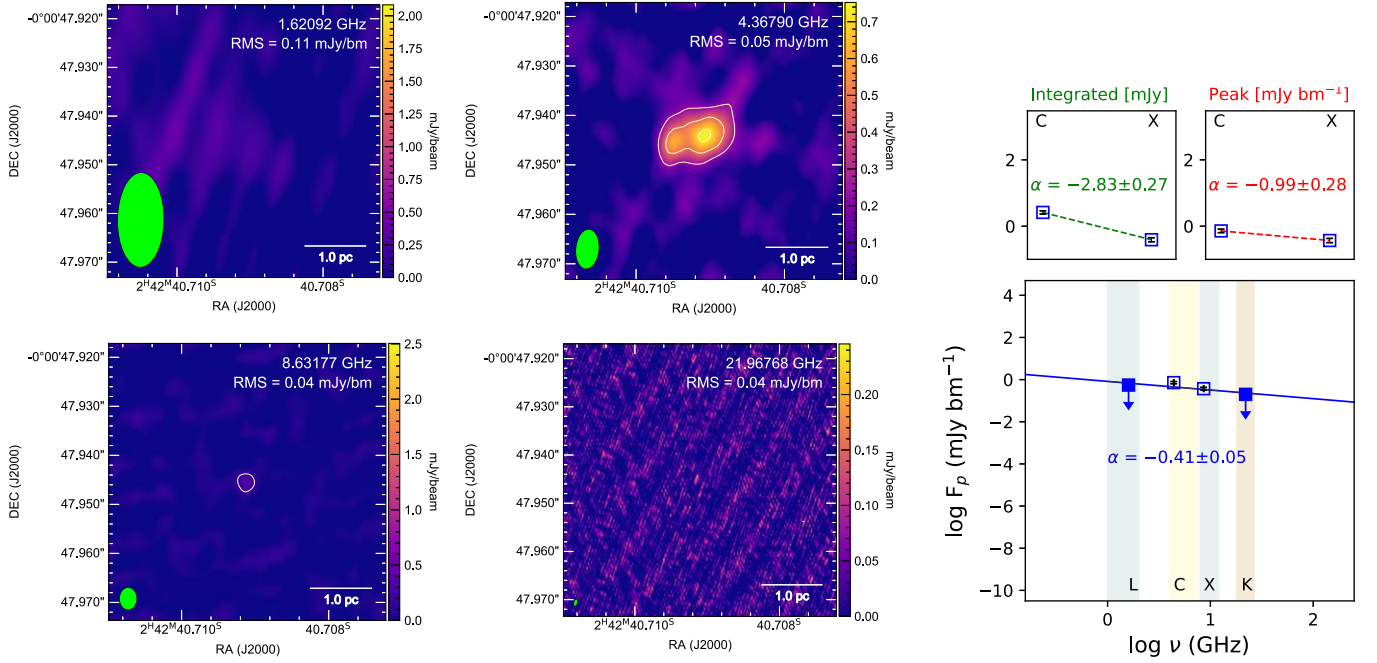 1.62092 GHz
RMS = 0.11 mJy/bm
-0°00'47.920"
47.930"
47.940"
47.950"
47.960"
47.970"
DEC (J2000)
1.0 pc
2ᴴ42ᴹ40.710ˢ
40.708ˢ
RA (J2000)
2.00
1.75
1.50
1.25
1.00
0.75
0.50
0.25
0.00
mJy/beam
4.36790 GHz
RMS = 0.05 mJy/bm
-0°00'47.920"
47.930"
47.940"
47.950"
47.960"
47.970"
DEC (J2000)
1.0 pc
2ᴴ42ᴹ40.710ˢ
40.708ˢ
RA (J2000)
0.7
0.6
0.5
0.4
0.3
0.2
0.1
0.0
mJy/beam
8.63177 GHz
RMS = 0.04 mJy/bm
-0°00'47.920"
47.930"
47.940"
47.950"
47.960"
47.970"
DEC (J2000)
1.0 pc
2ᴴ42ᴹ40.710ˢ
40.708ˢ
RA (J2000)
2.5
2.0
1.5
1.0
0.5
0.0
mJy/beam
21.96768 GHz
RMS = 0.04 mJy/bm
-0°00'47.920"
47.930"
47.940"
47.950"
47.960"
47.970"
DEC (J2000)
1.0 pc
2ᴴ42ᴹ40.710ˢ
40.708ˢ
RA (J2000)
0.20
0.15
0.10
0.05
0.00
mJy/beam
Integrated [mJy]
C X
2
0
α = −2.83±0.27
Peak [mJy bm⁻¹]
C X
2
0
α = −0.99±0.28
4
2
0
−2
−4
−6
−8
−10
log Fₚ (mJy bm⁻¹)
α = −0.41±0.05
L C X K
0 1 2
log ν (GHz)